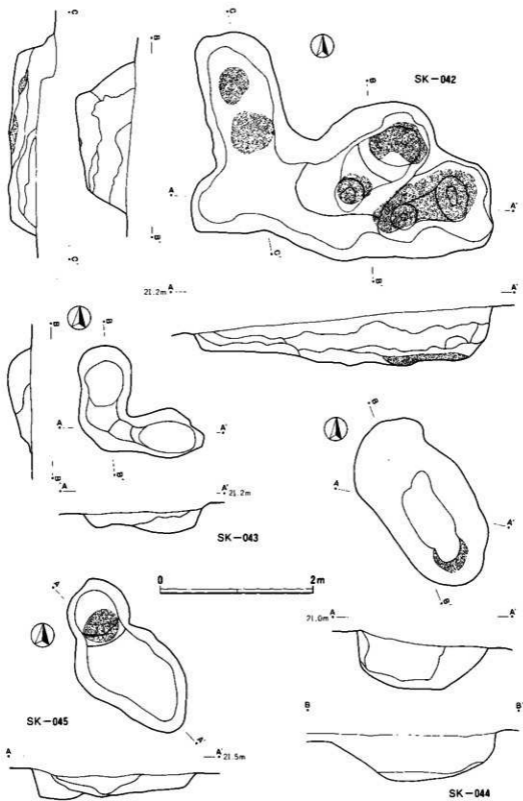 C
B
C
SK-042
B
A
A'
B'
C'
C'
B'
21.2m A
A'
B
B
A
A'
B'
B'
A
A'
21.2m
SK-043
B
A
A'
B'
0
2m
A
21.0m
A'
A
B
B'
SK-045
A'
A
A'
21.5m
SK-044